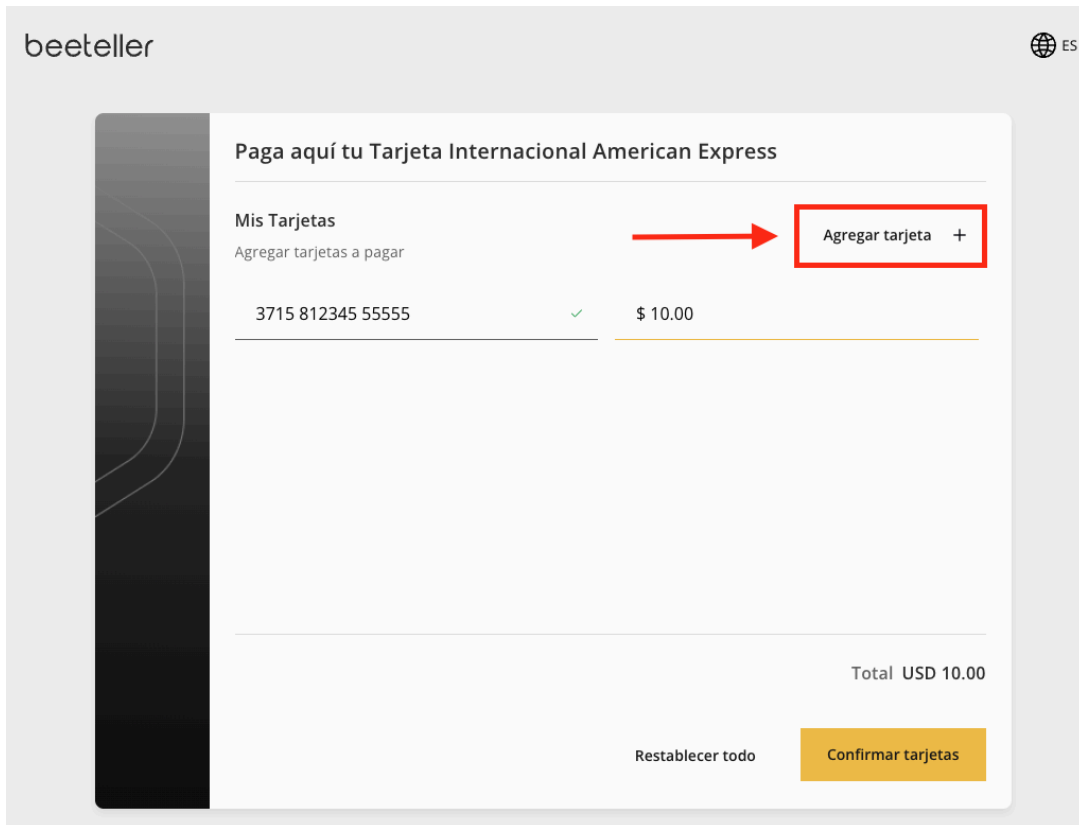 beeteller
ES
Paga aquí tu Tarjeta Internacional American Express
Mis Tarjetas
Agregar tarjetas a pagar
Agregar tarjeta +
3715 812345 55555
$ 10.00
Total USD 10.00
Restablecer todo
Confirmar tarjetas